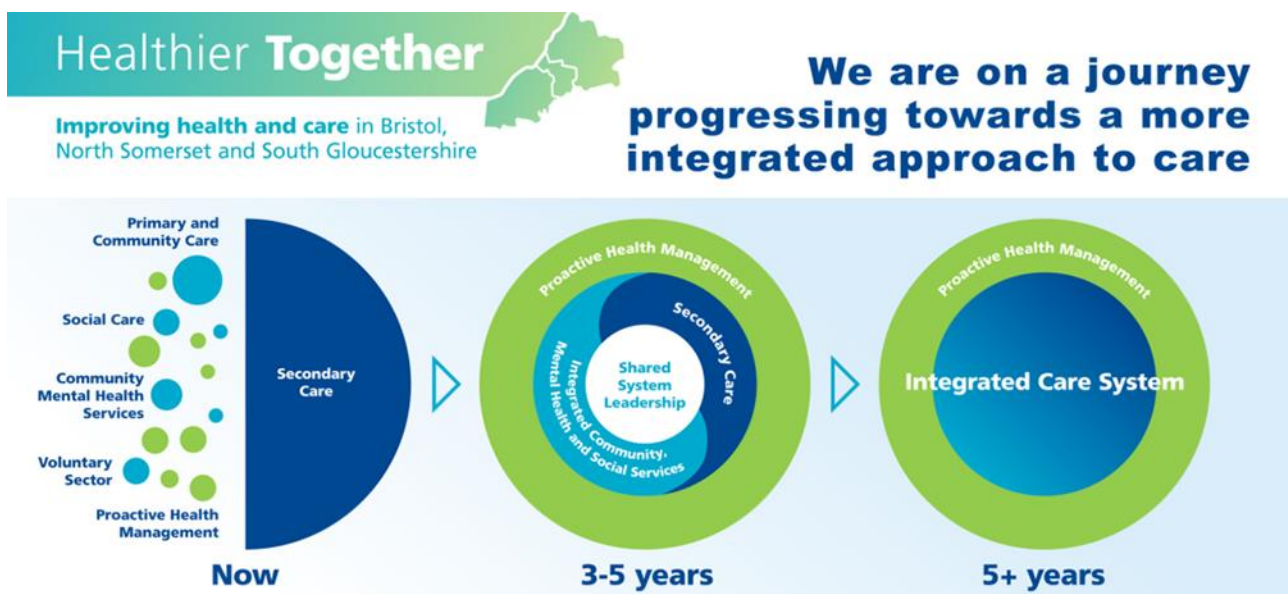 Healthier Together
Improving health and care in Bristol,
North Somerset and South Gloucestershire
We are on a journey
progressing towards a more
integrated approach to care
Primary and
Community Care
Social Care
Community
Mental Health
Services
Voluntary
Sector
Proactive Health
Management
Secondary
Care
Now
Proactive Health Management
Secondary Care
Shared
System
Leadership
Integrated Community,
Mental Health and Social Services
3-5 years
Proactive Health Management
Integrated Care System
5+ years